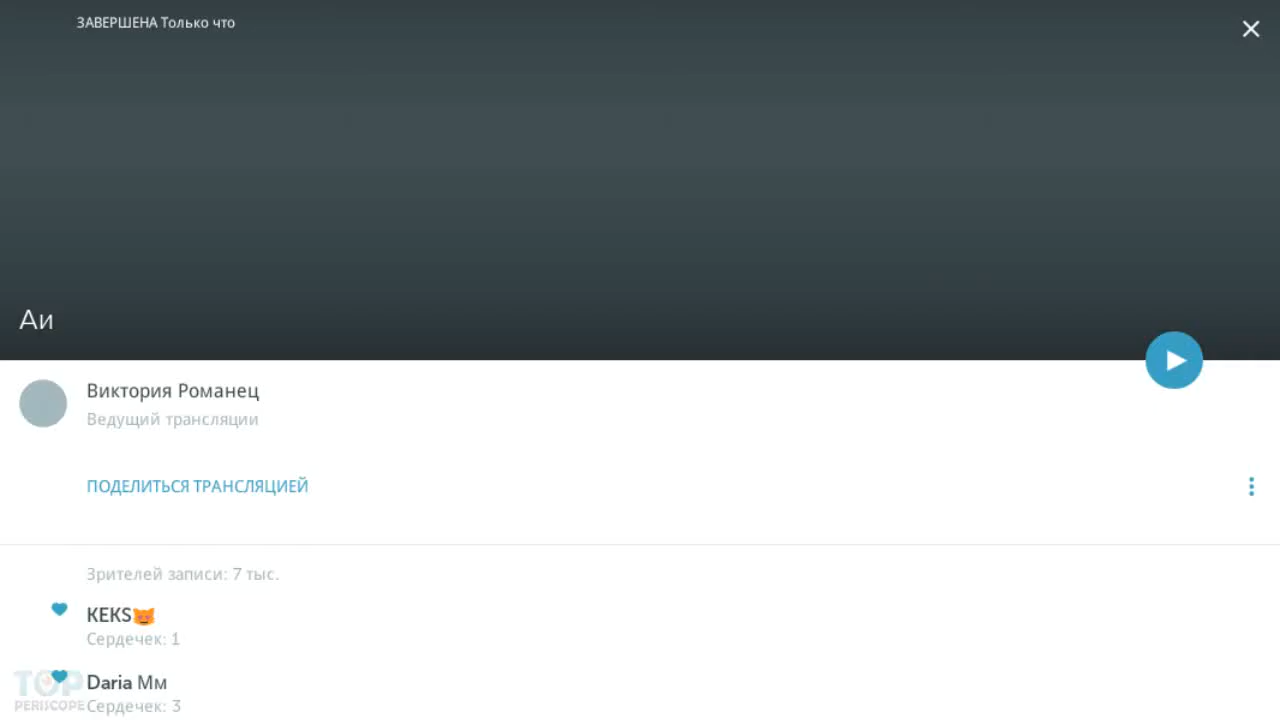 ЗАВЕРШЕНА Только что
Аи
Виктория Романец
Ведущий трансляции
ПОДЕЛИТЬСЯ ТРАНСЛЯЦИЕЙ
Зрителей записи: 7 тыс.
KEKS😈
Сердечек: 1
Daria Мм
Сердечек: 3
TOP
PERISCOPE